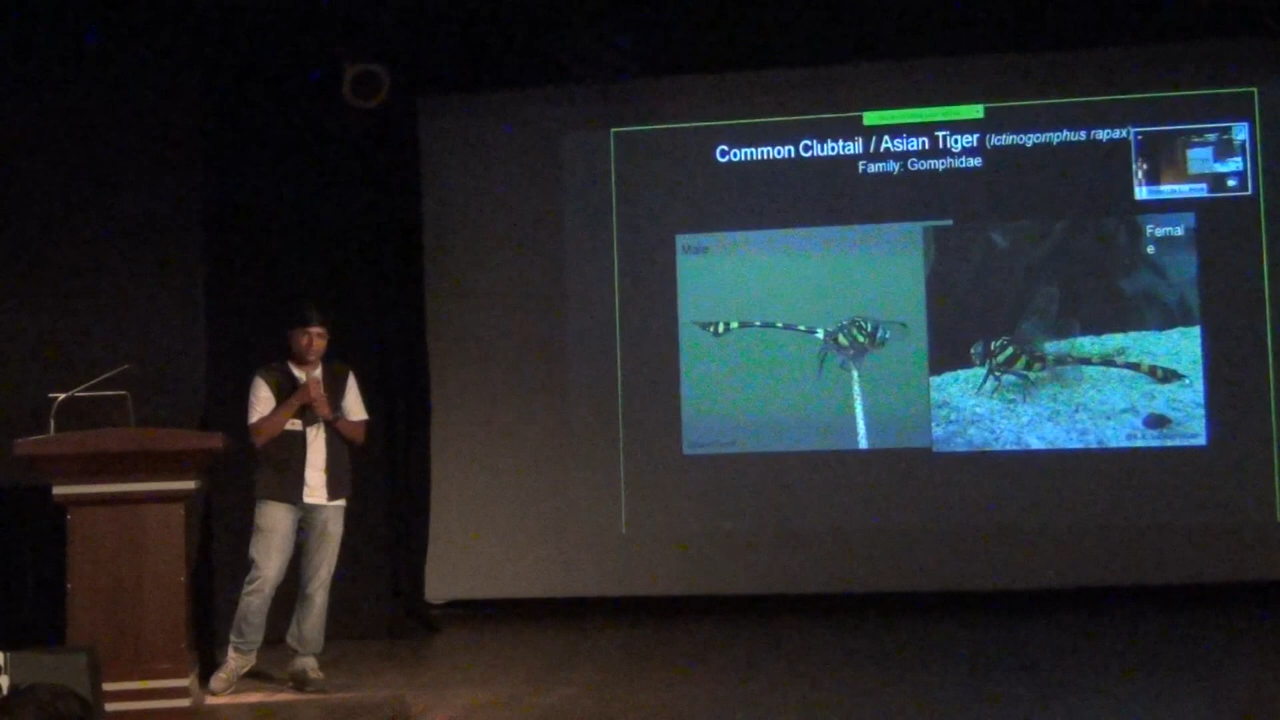 Common Clubtail / Asian Tiger (Ictinogomphus rapax)
Family: Gomphidae
Male
Femal
e